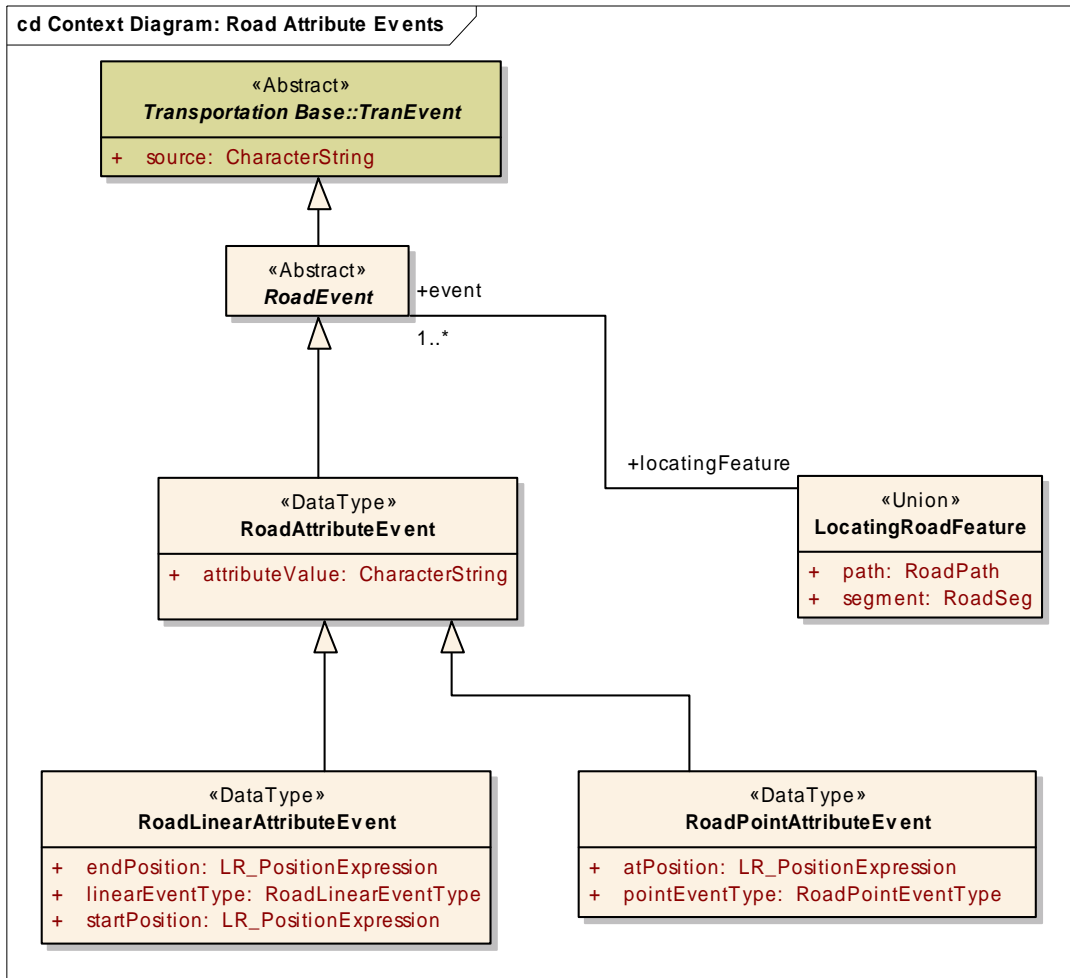 cd Context Diagram: Road Attribute Events
«Abstract»
Transportation Base::TranEvent
+ source: CharacterString
«Abstract»
RoadEvent
+event
1..*
+locatingFeature
«DataType»
RoadAttributeEvent
+ attributeValue: CharacterString
«Union»
LocatingRoadFeature
+ path: RoadPath
+ segment: RoadSeg
«DataType»
RoadLinearAttributeEvent
+ endPosition: LR_PositionExpression
+ linearEventType: RoadLinearEventType
+ startPosition: LR_PositionExpression
«DataType»
RoadPointAttributeEvent
+ atPosition: LR_PositionExpression
+ pointEventType: RoadPointEventType